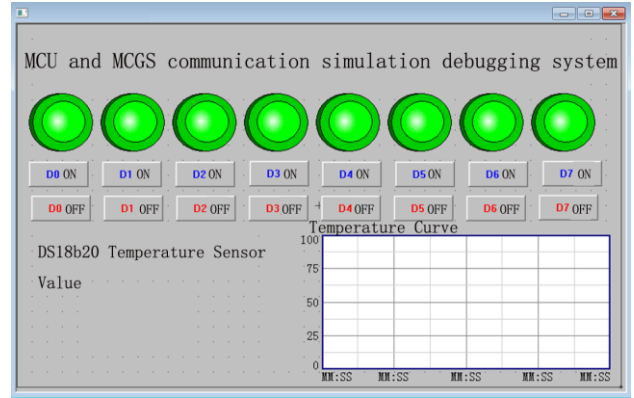 MCU and MCGS communication simulation debugging system
D0 ON D1 ON D2 ON D3 ON D4 ON D5 ON D6 ON D7 ON
D0 OFF D1 OFF D2 OFF D3 OFF D4 OFF D5 OFF D6 OFF D7 OFF
Temperature Curve
DS18b20 Temperature Sensor
Value
100
75
50
25
0
MM:SS MM:SS MM:SS MM:SS MM:SS